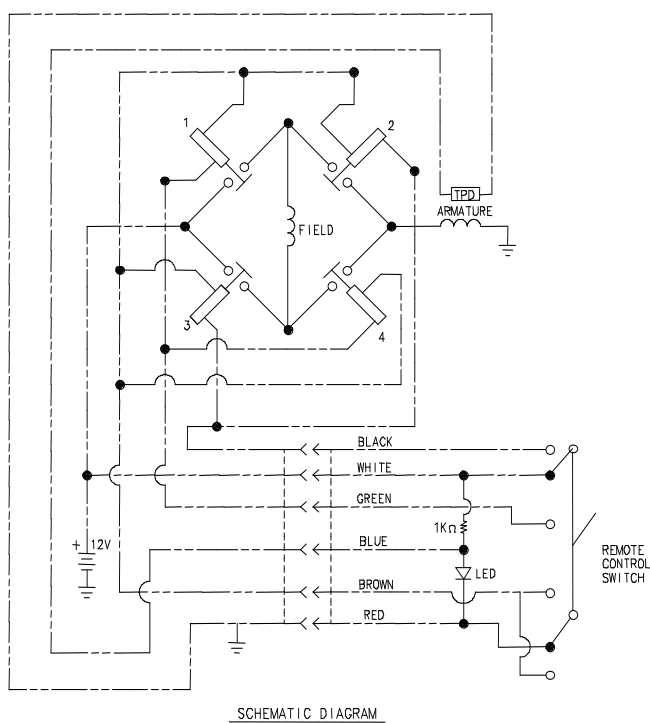 1
2
TPD
ARMATURE
FIELD
3
4
BLACK
WHITE
GREEN
1KΩ
+ 12V
BLUE
REMOTE
CONTROL
SWITCH
LED
BROWN
RED
SCHEMATIC DIAGRAM